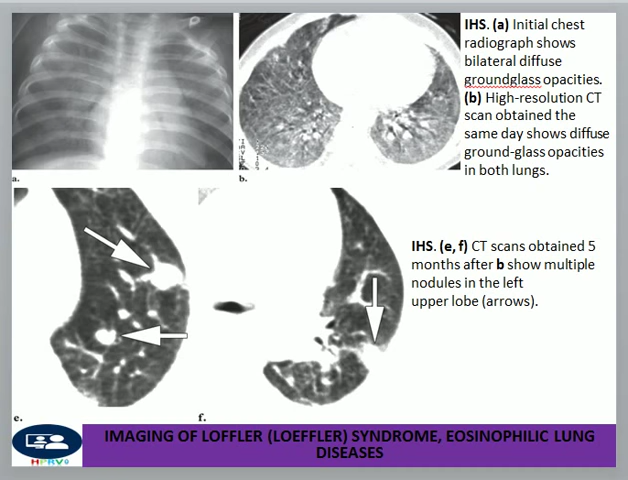 IHS. (a) Initial chest
radiograph shows
bilateral diffuse
groundglass opacities.
(b) High-resolution CT
scan obtained the
same day shows diffuse
ground-glass opacities
in both lungs.
a.
b.
IHS. (e, f) CT scans obtained 5
months after b show multiple
nodules in the left
upper lobe (arrows).
e.
f.
IMAGING OF LOFFLER (LOEFFLER) SYNDROME, EOSINOPHILIC LUNG
DISEASES